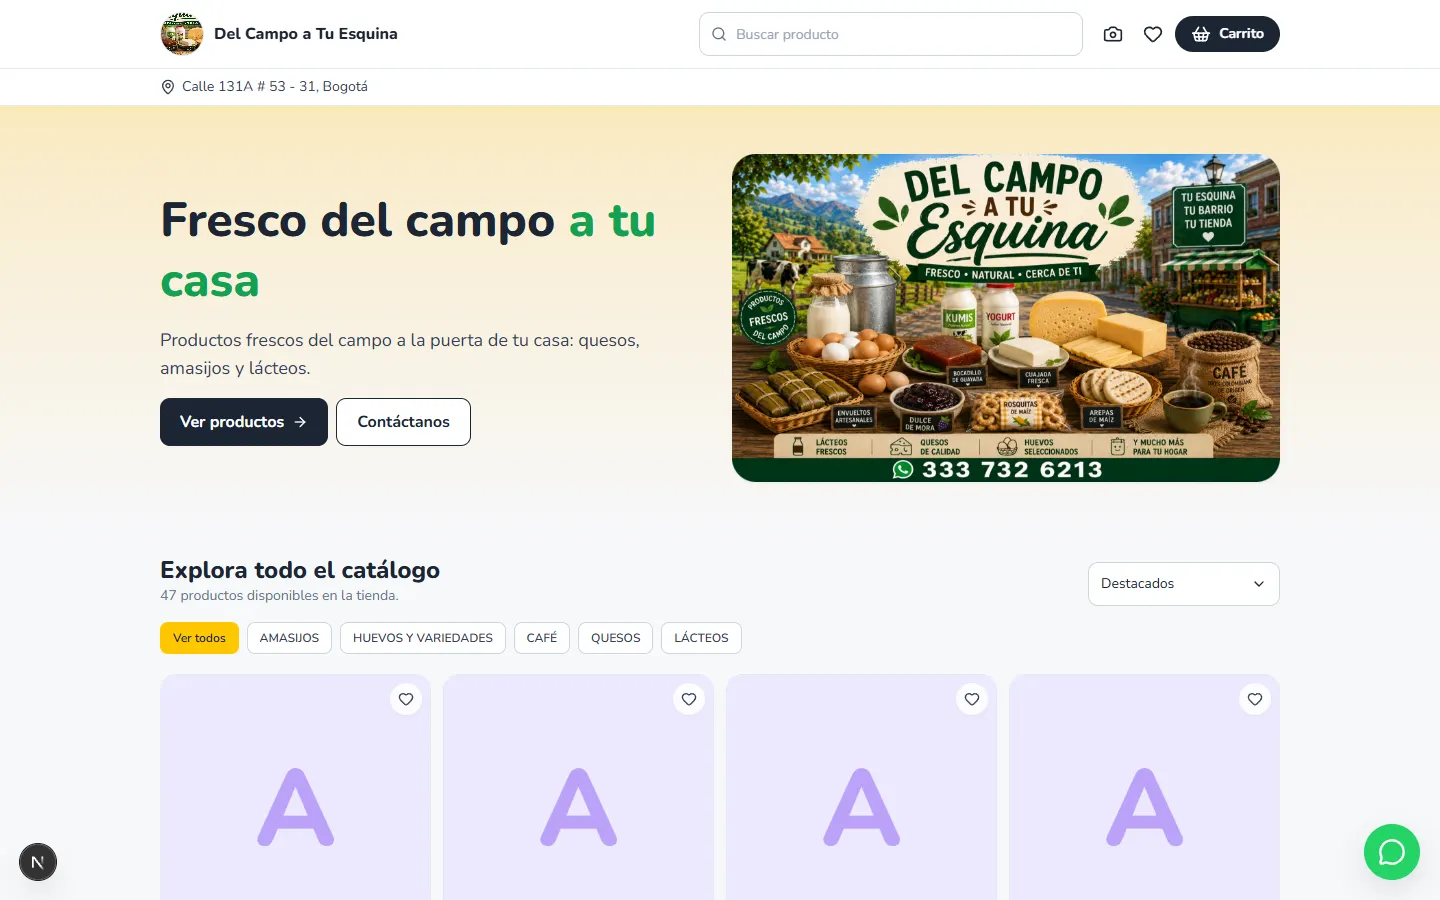 Del Campo a Tu Esquina
Buscar producto
Carrito
Calle 131A # 53 - 31, Bogotá
Fresco del campo a tu
casa
Productos frescos del campo a la puerta de tu casa: quesos,
amasijos y lácteos.
Ver productos
Contáctanos
DEL CAMPO
A TU
Esquina
FRESCO • NATURAL • CERCA DE TI
TU ESQUINA
TU BARRIO
TU TIENDA
PRODUCTOS
FRESCOS
DEL CAMPO
KUMIS
YOGURT
BOCADILLO
DE GUAYABA
CUAJADA
FRESCA
CAFÉ
DE ORIGEN
ENVUELTOS
ARTESANALES
DULCE
DE MORA
ROSQUITAS
DE MAÍZ
AREPAS
DE MAÍZ
LÁCTEOS
FRESCOS
QUESOS
DE CALIDAD
HUEVOS
SELECCIONADOS
Y MUCHO MÁS
PARA TU HOGAR
333 732 6213
Explora todo el catálogo
47 productos disponibles en la tienda.
Destacados
Ver todos
AMASIJOS
HUEVOS Y VARIEDADES
CAFÉ
QUESOS
LÁCTEOS
A
A
A
A
N